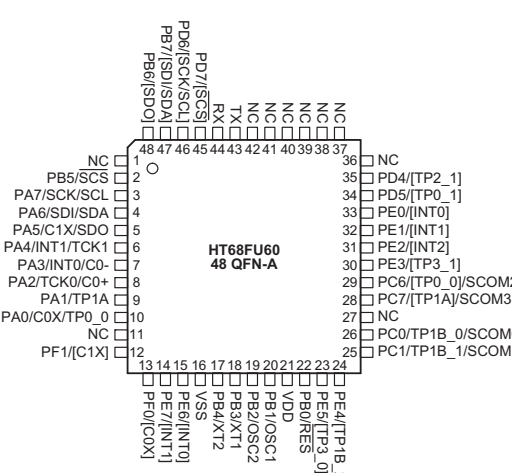 PB6/[SDO]
PB7/[SDI/SDA]
PD6/[SCK/SCL]
PD7/[SCS]
RX
TX
NC
NC
NC
NC
NC
NC
48 47 46 45 44 43 42 41 40 39 38 37
NC 1
PB5/SCS 2
PA7/SCK/SCL 3
PA6/SDI/SDA 4
PA5/C1X/SDO 5
PA4/INT1/TCK1 6
PA3/INT0/C0- 7
PA2/TCK0/C0+ 8
PA1/TP1A 9
PA0/C0X/TP0_0 10
NC 11
PF1/[C1X] 12
HT68FU60
48 QFN-A
36 NC
35 PD4/[TP2_1]
34 PD5/[TP0_1]
33 PE0/[INT0]
32 PE1/[INT1]
31 PE2/[INT2]
30 PE3/[TP3_1]
29 PC6/[TP0_0]/SCOM2
28 PC7/[TP1A]/SCOM3
27 NC
26 PC0/TP1B_0/SCOM
25 PC1/TP1B_1/SCOM
13 14 15 16 17 18 19 20 21 22 23 24
PF0/[C0X]
PE7/[INT1]
PE6/[INT0]
VSS
PB4/XT2
PB3/XT1
PB2/OSC2
PB1/OSC1
VDD
PB0/RES
PE5/[TP3_0]
PE4/[TP1B_